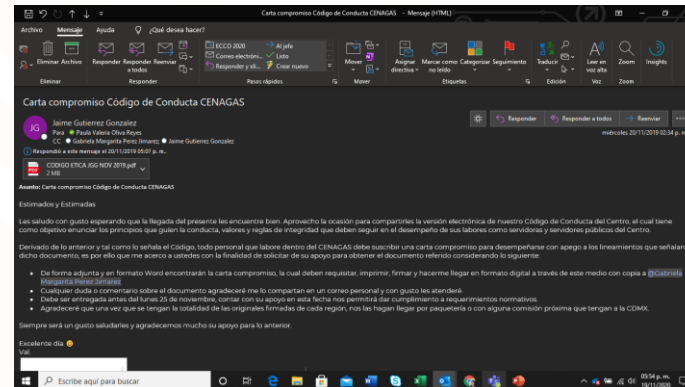 Carta compromiso Código de Conducta CENAGAS - Mensaje (HTML)
Archivo Mensaje Ayuda ¿Qué desea hacer?
Eliminar Archivo Responder Responder a todos Reenviar
ECCO 2020 Al jefe
Correo electróni... Listo
Responder y eli... Crear nuevo
Mover
Asignar directiva Marcar como no leído Categorizar Seguimiento
Traducir
Leer en voz alta Zoom Insights
Eliminar Responder Pasos rápidos Mover Etiquetas Edición Voz Zoom
Carta compromiso Código de Conducta CENAGAS
JG
Jaime Gutierrez Gonzalez
Para Paula Valeria Oliva Reyes
CC Gabriela Margarita Perez Jimarez; Jaime Gutierrez Gonzalez
Responder Responder a todos Reenviar
miércoles 20/11/2019 02:34 p. m.
Respondió a este mensaje el 20/11/2019 05:07 p. m..
CODIGO ETICA JGG NOV 2019.pdf
2 MB
Asunto: Carta compromiso Código de Conducta CENAGAS
Estimados y Estimadas
Les saludo con gusto esperando que la llegada del presente les encuentre bien. Aprovecho la ocasión para compartirles la versión electrónica de nuestro Código de Conducta del Centro, el cual tiene
como objetivo enunciar los principios que guíen la conducta, valores y reglas de integridad que deben seguir en el desempeño de sus labores como servidoras y servidores públicos del Centro.
Derivado de lo anterior y tal como lo señala el Código, todo personal que labore dentro del CENAGAS debe suscribir una carta compromiso para desempeñarse con apego a los lineamientos que señalan
dicho documento, es por ello que me acerco a ustedes con la finalidad de solicitar de su apoyo para obtener el documento referido considerando lo siguiente:
• De forma adjunta y en formato Word encontrarán la carta compromiso, la cual deben requisitar, imprimir, firmar y hacerme llegar en formato digital a través de este medio con copia a @Gabriela
Margarita Perez Jimarez
• Cualquier duda o comentario sobre el documento agradeceré me lo compartan en un correo personal y con gusto les atenderé.
• Debe ser entregada antes del lunes 25 de noviembre, contar con su apoyo en esta fecha nos permitirá dar cumplimiento a requerimientos normativos.
• Agradeceré que una vez que se tengan la totalidad de las originales firmadas de cada región, nos las hagan llegar por paquetería o con alguna comisión próxima que tengan a la CDMX.
Siempre será un gusto saludarles y agradecemos mucho su apoyo para lo anterior.
Excelente día
Val.
Escribe aquí para buscar
05:54 p. m.
19/11/2020